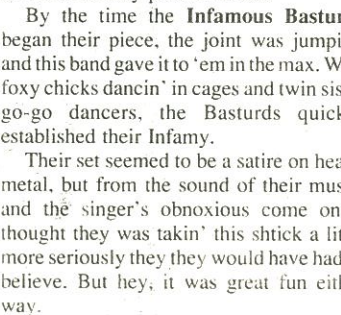 By the time the Infamous Bastur
began their piece, the joint was jumpi
and this band gave it to 'em in the max. W
foxy chicks dancin' in cages and twin sis
go-go dancers, the Basturds quick
established their Infamy.
Their set seemed to be a satire on hea
metal, but from the sound of their mus
and the singer's obnoxious come on
thought they was takin' this shtick a lit
more seriously they they would have had
believe. But hey, it was great fun eith
way.